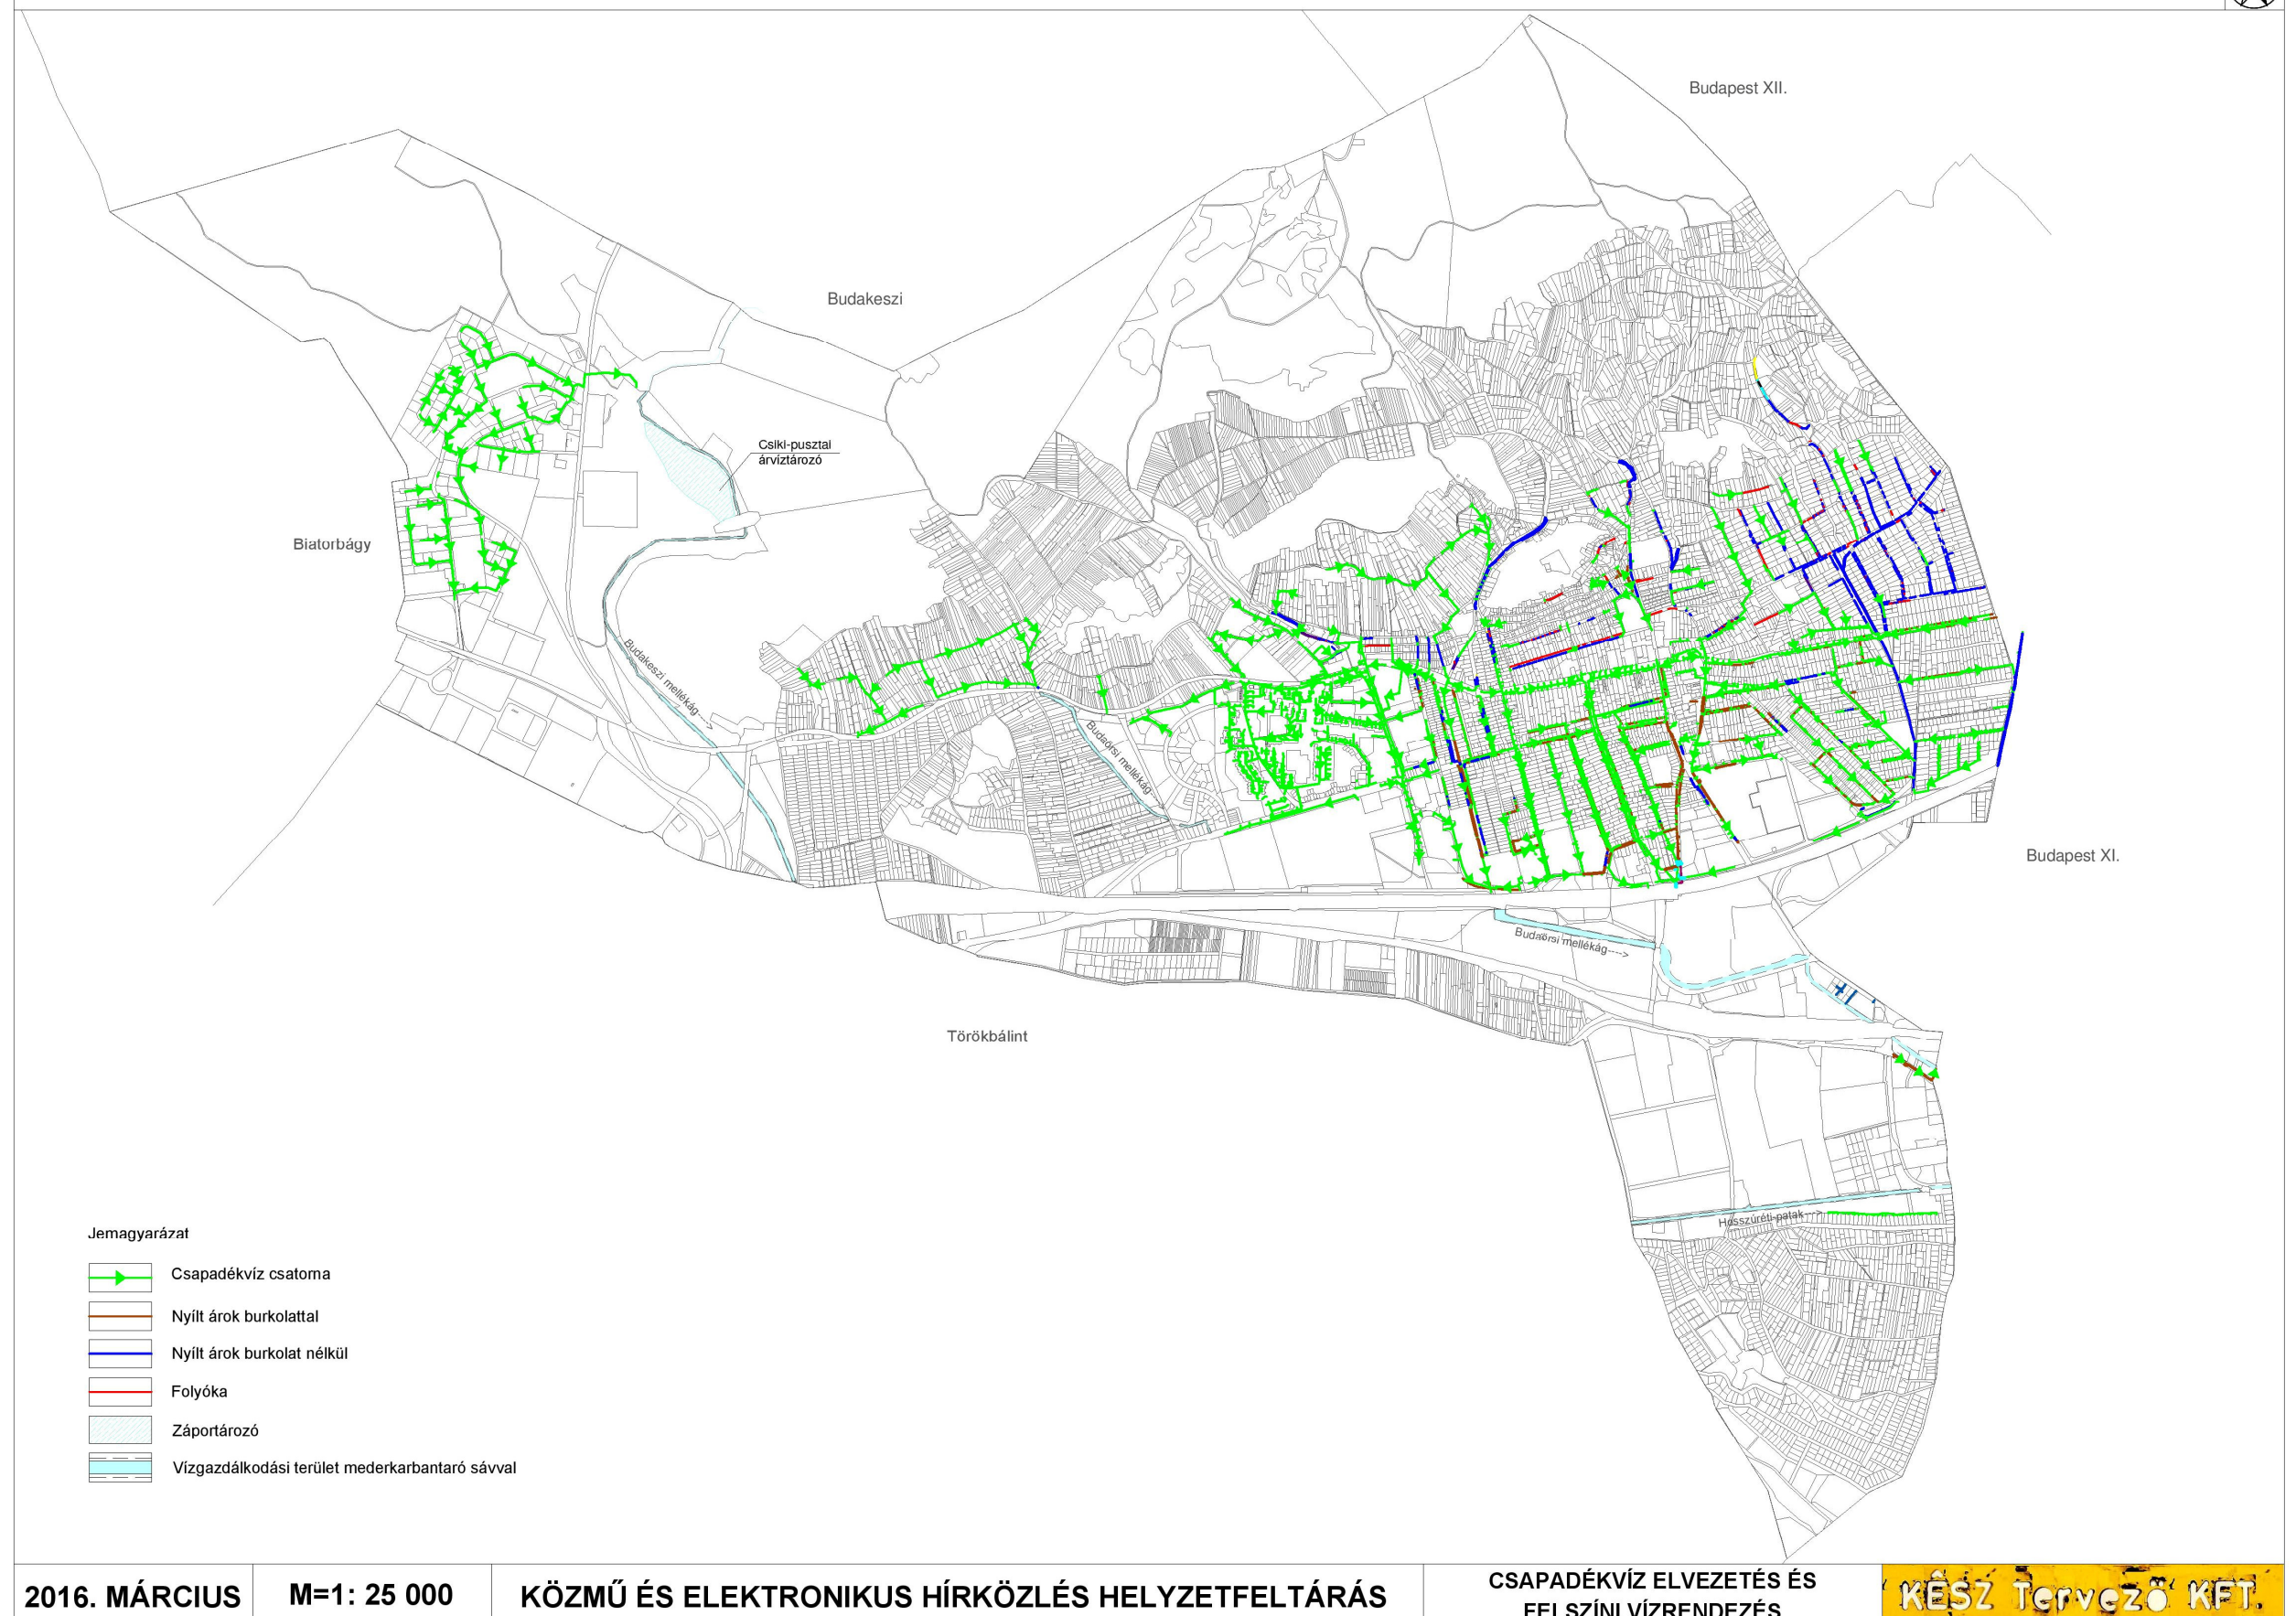 Budapest XII.
Budakeszi
Csiki-pusztai
árvíztározó
Biatorbágy
Budakeszi mellékág---->
Budaörsi mellékág---->
Budapest XI.
Budaörsi mellékág---->
Törökbálint
Hosszúréti-patak--->
Jemagyarázat
Csapadékvíz csatorna
Nyílt árok burkolattal
Nyílt árok burkolat nélkül
Folyóka
Záportározó
Vízgazdálkodási terület mederkarbantaró sávval
2016. MÁRCIUS
M=1: 25 000
KÖZMŰ ÉS ELEKTRONIKUS HÍRKÖZLÉS HELYZETFELTÁRÁS
CSAPADÉKVÍZ ELVEZETÉS ÉS
FELSZÍNI VÍZRENDEZÉS
KÉSZ Tervező KFT.